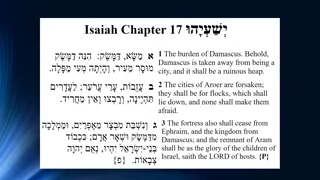 Isaiah Chapter 17 יְשַׁעְיָהוּ
א מַשָּׂא, דַּמָּשֶׂק: הִנֵּה דַמֶּשֶׂק
מוּסָר מֵעִיר, וְהָיְתָה מְעִי מַפָּלָה.
1 The burden of Damascus. Behold,
Damascus is taken away from being a
city, and it shall be a ruinous heap.
ב עֲזֻבוֹת, עָרֵי עֲרֹעֵר; לַעֲדָרִים
תִּהְיֶינָה, וְרָבְצוּ וְאֵין מַחֲרִיד.
2 The cities of Aroer are forsaken;
they shall be for flocks, which shall
lie down, and none shall make them
afraid.
ג וְנִשְׁבַּת מִבְצָר מֵאֶפְרַיִם, וּמַמְלָכָה
מִדַּמֶּשֶׂק וּשְׁאָר אֲרָם; כִּכְבוֹד
בְּנֵי-יִשְׂרָאֵל יִהְיוּ, נְאֻם יְהוָה
צְבָאוֹת. {פ}
3 The fortress also shall cease from
Ephraim, and the kingdom from
Damascus; and the remnant of Aram
shall be as the glory of the children of
Israel, saith the LORD of hosts. {P}